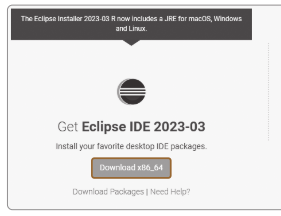 The Eclipse Installer 2023-03 R now includes a JRE for macOS, Windows
and Linux.
Get Eclipse IDE 2023-03
Install your favorite desktop IDE packages.
Download x86_64
Download Packages | Need Help?